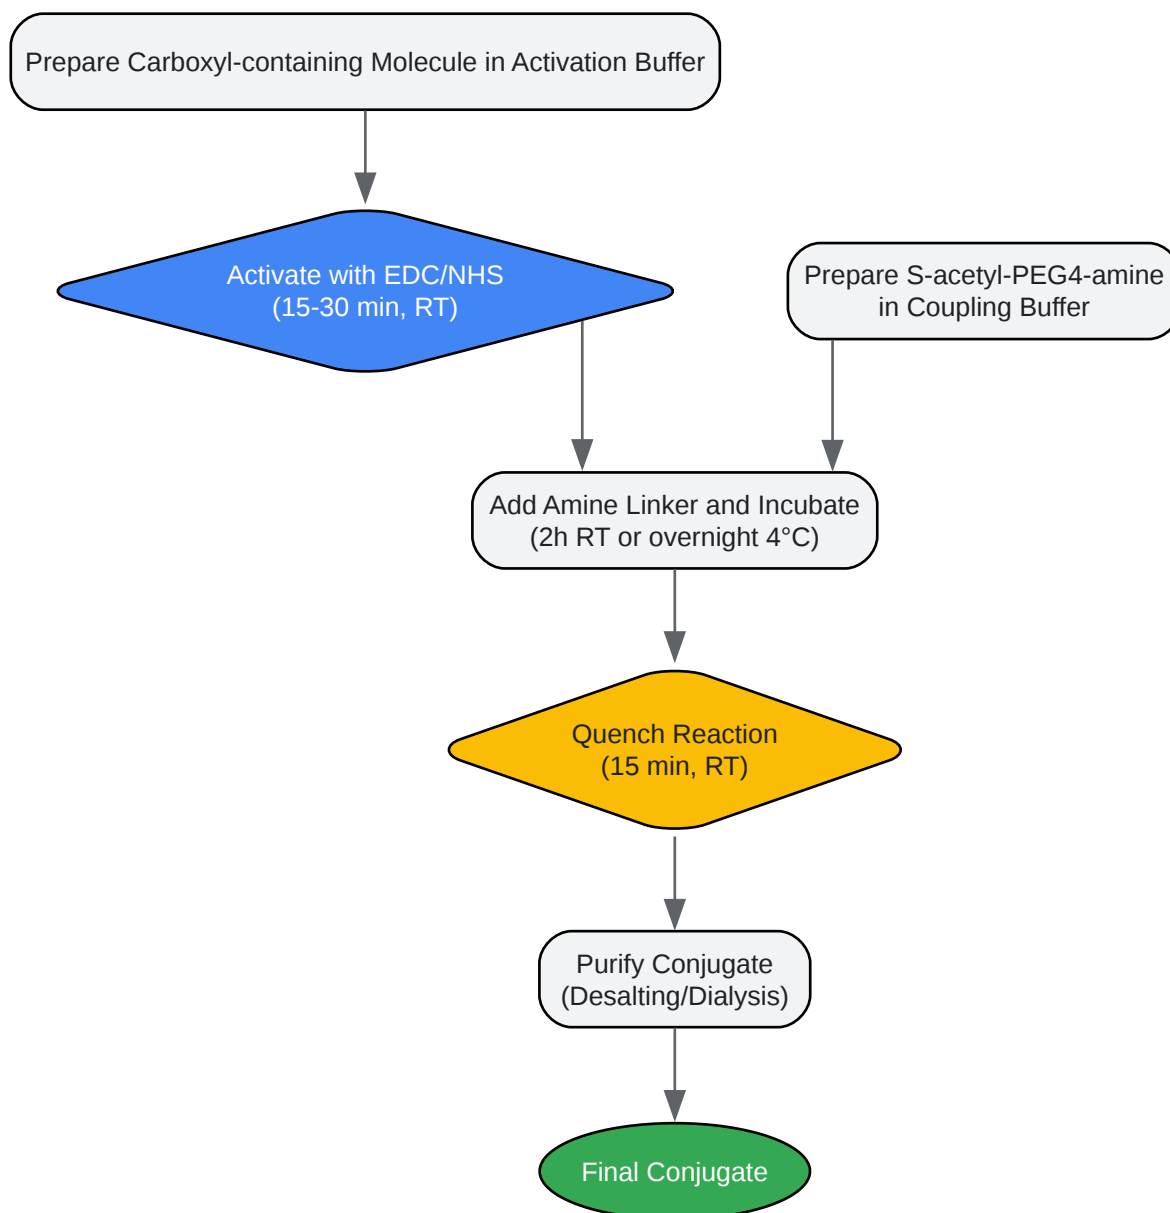 Prepare Carboxyl-containing Molecule in Activation Buffer
Activate with EDC/NHS
(15-30 min, RT)
Prepare S-acetyl-PEG4-amine
in Coupling Buffer
Add Amine Linker and Incubate
(2h RT or overnight 4°C)
Quench Reaction
(15 min, RT)
Purify Conjugate
(Desalting/Dialysis)
Final Conjugate